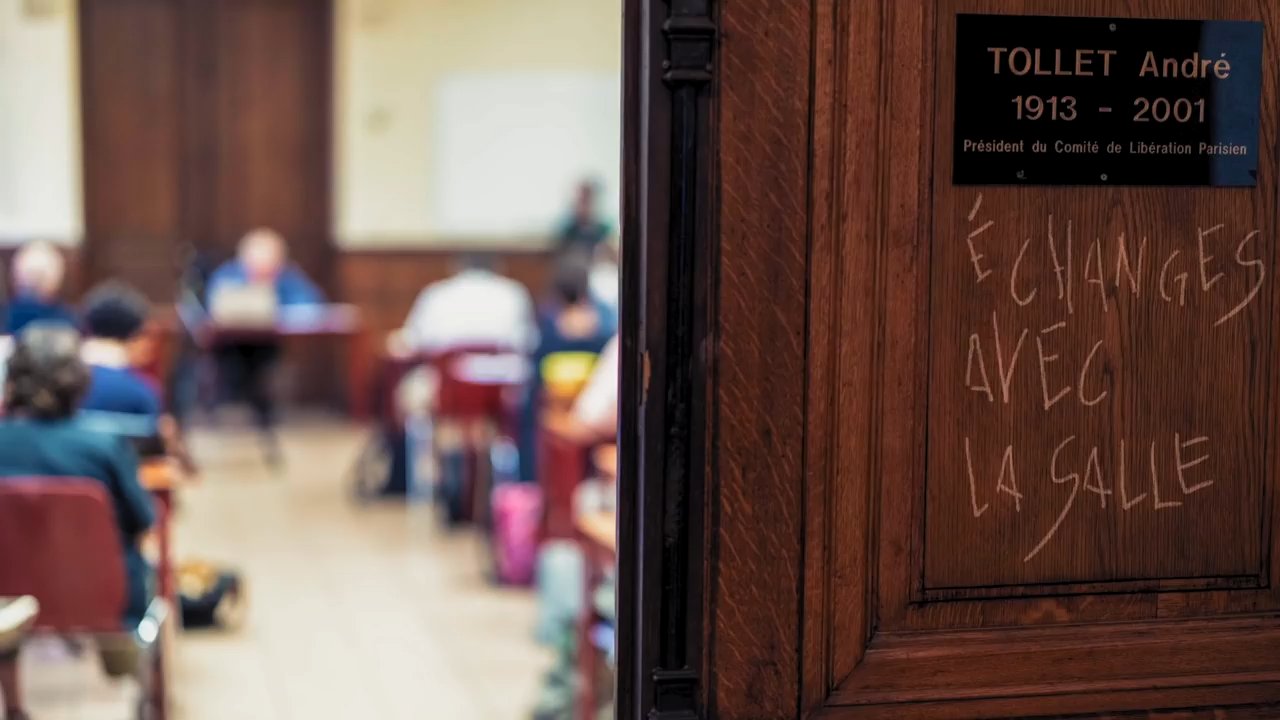 TOLLET André
1913 - 2001
Président du Comité de Libération Parisien
ÉCHANGES
AVEC
LA SALLE